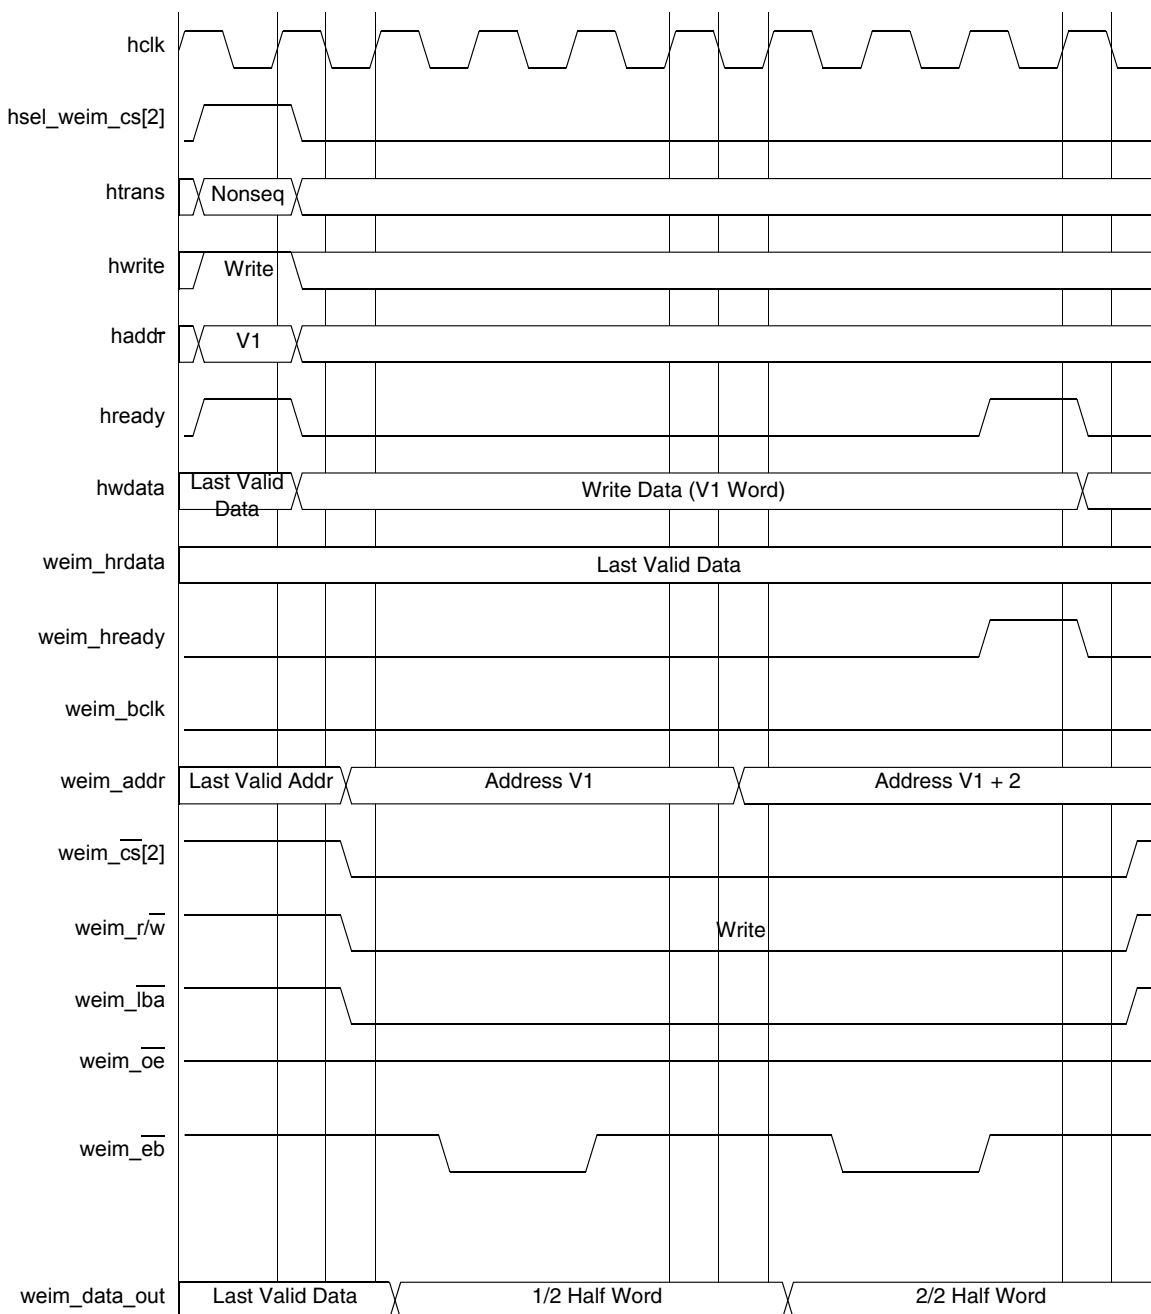 hclk
hsel_weim_cs[2]
htrans Nonseq
hwrite Write
haddr V1
hready
hwdata Last Valid Data Write Data (V1 Word)
weim_hrdata Last Valid Data
weim_hready
weim_bclk
weim_addr Last Valid Addr Address V1 Address V1 + 2
weim_cs[2]
weim_r/w Write
weim_lba
weim_oe
weim_eb
weim_data_out Last Valid Data 1/2 Half Word 2/2 Half Word